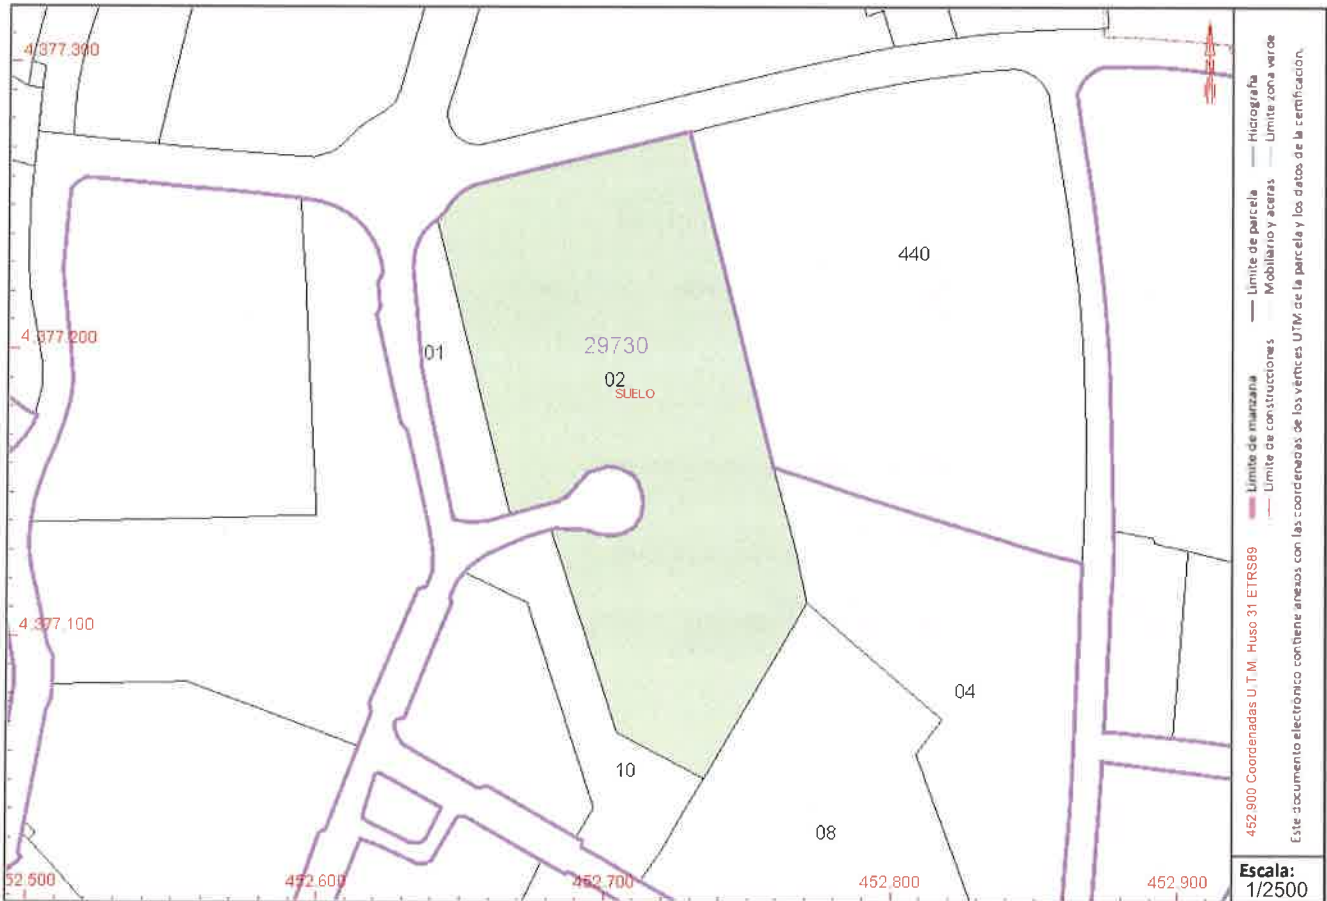 4,377,300
440
4,377,200
01
29730
02
SUELO
4,377,100
04
10
08
52.500
452.600
452.700
452.800
452.900
452.900 Coordenadas U.T.M. Huso 31 ETRS89
Límite de manzana
Límite de parcela
Hidrografía
Límite de construcciones
Mobiliario y aceras
Límite zona verde
Este documento electrónico contiene anexos con las coordenadas de los vértices UTM de la parcela y los datos de la certificación.
Escala:
1/2500